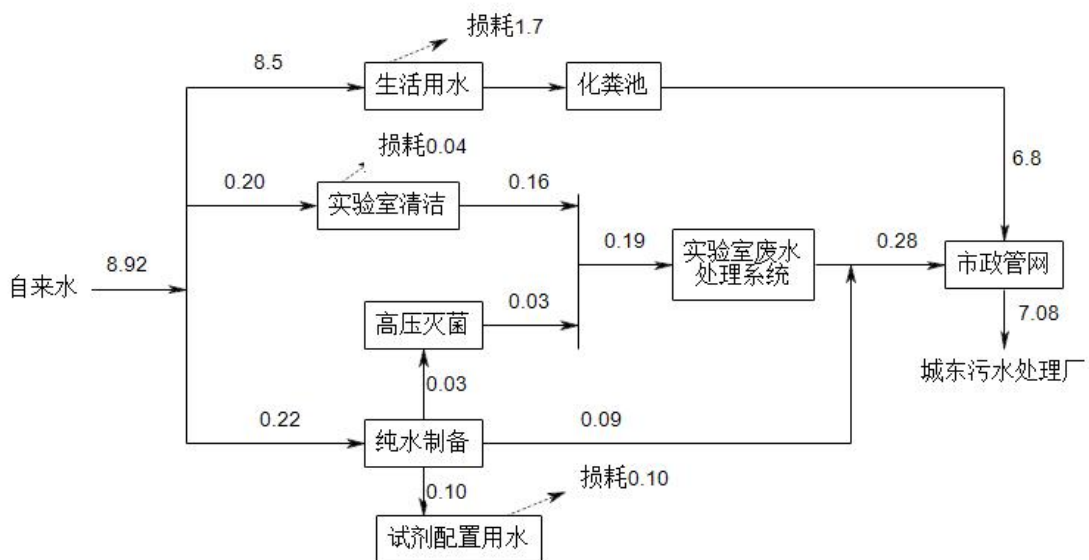 损耗1.7
8.5
生活用水
化粪池
损耗0.04
6.8
0.20
0.16
实验室清洁
0.19
实验室废水
处理系统
0.28
8.92
自来水
市政管网
0.03
高压灭菌
7.08
城东污水处理厂
0.03
0.22
0.09
纯水制备
损耗0.10
0.10
试剂配置用水